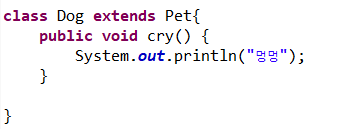 class Dog extends Pet{
    public void cry() {
        System.out.println("멍멍");
    }

}